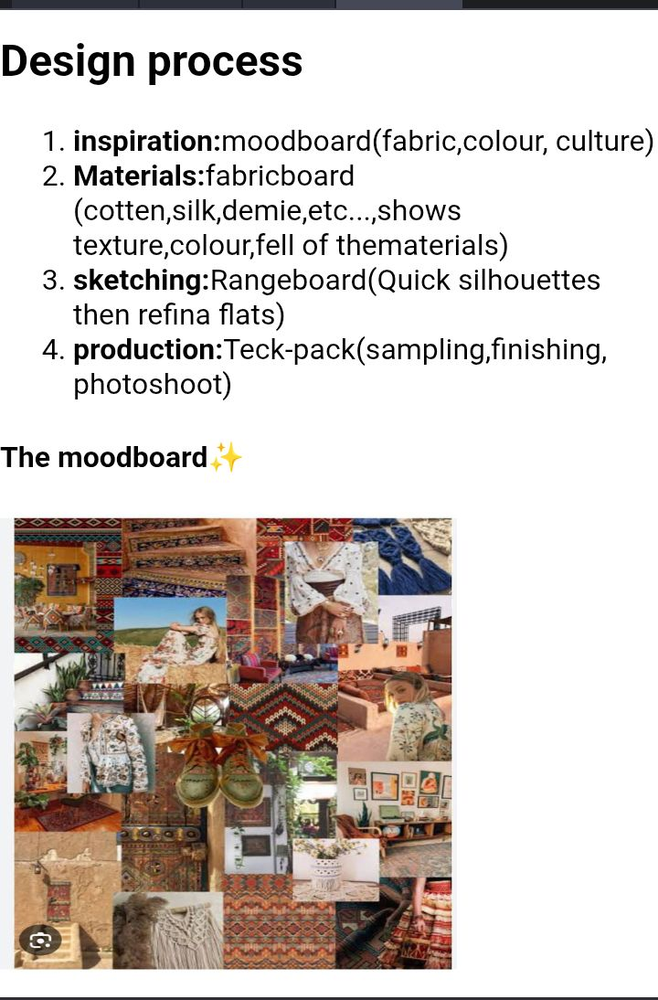 Design process
1. inspiration:moodboard(fabric,colour, culture)
2. Materials:fabricboard
(cotten,silk,demie,etc...,shows
texture,colour,fell of thematerials)
3. sketching:Rangeboard(Quick silhouettes
then refina flats)
4. production:Teck-pack(sampling,finishing,
photoshoot)
The moodboard✨